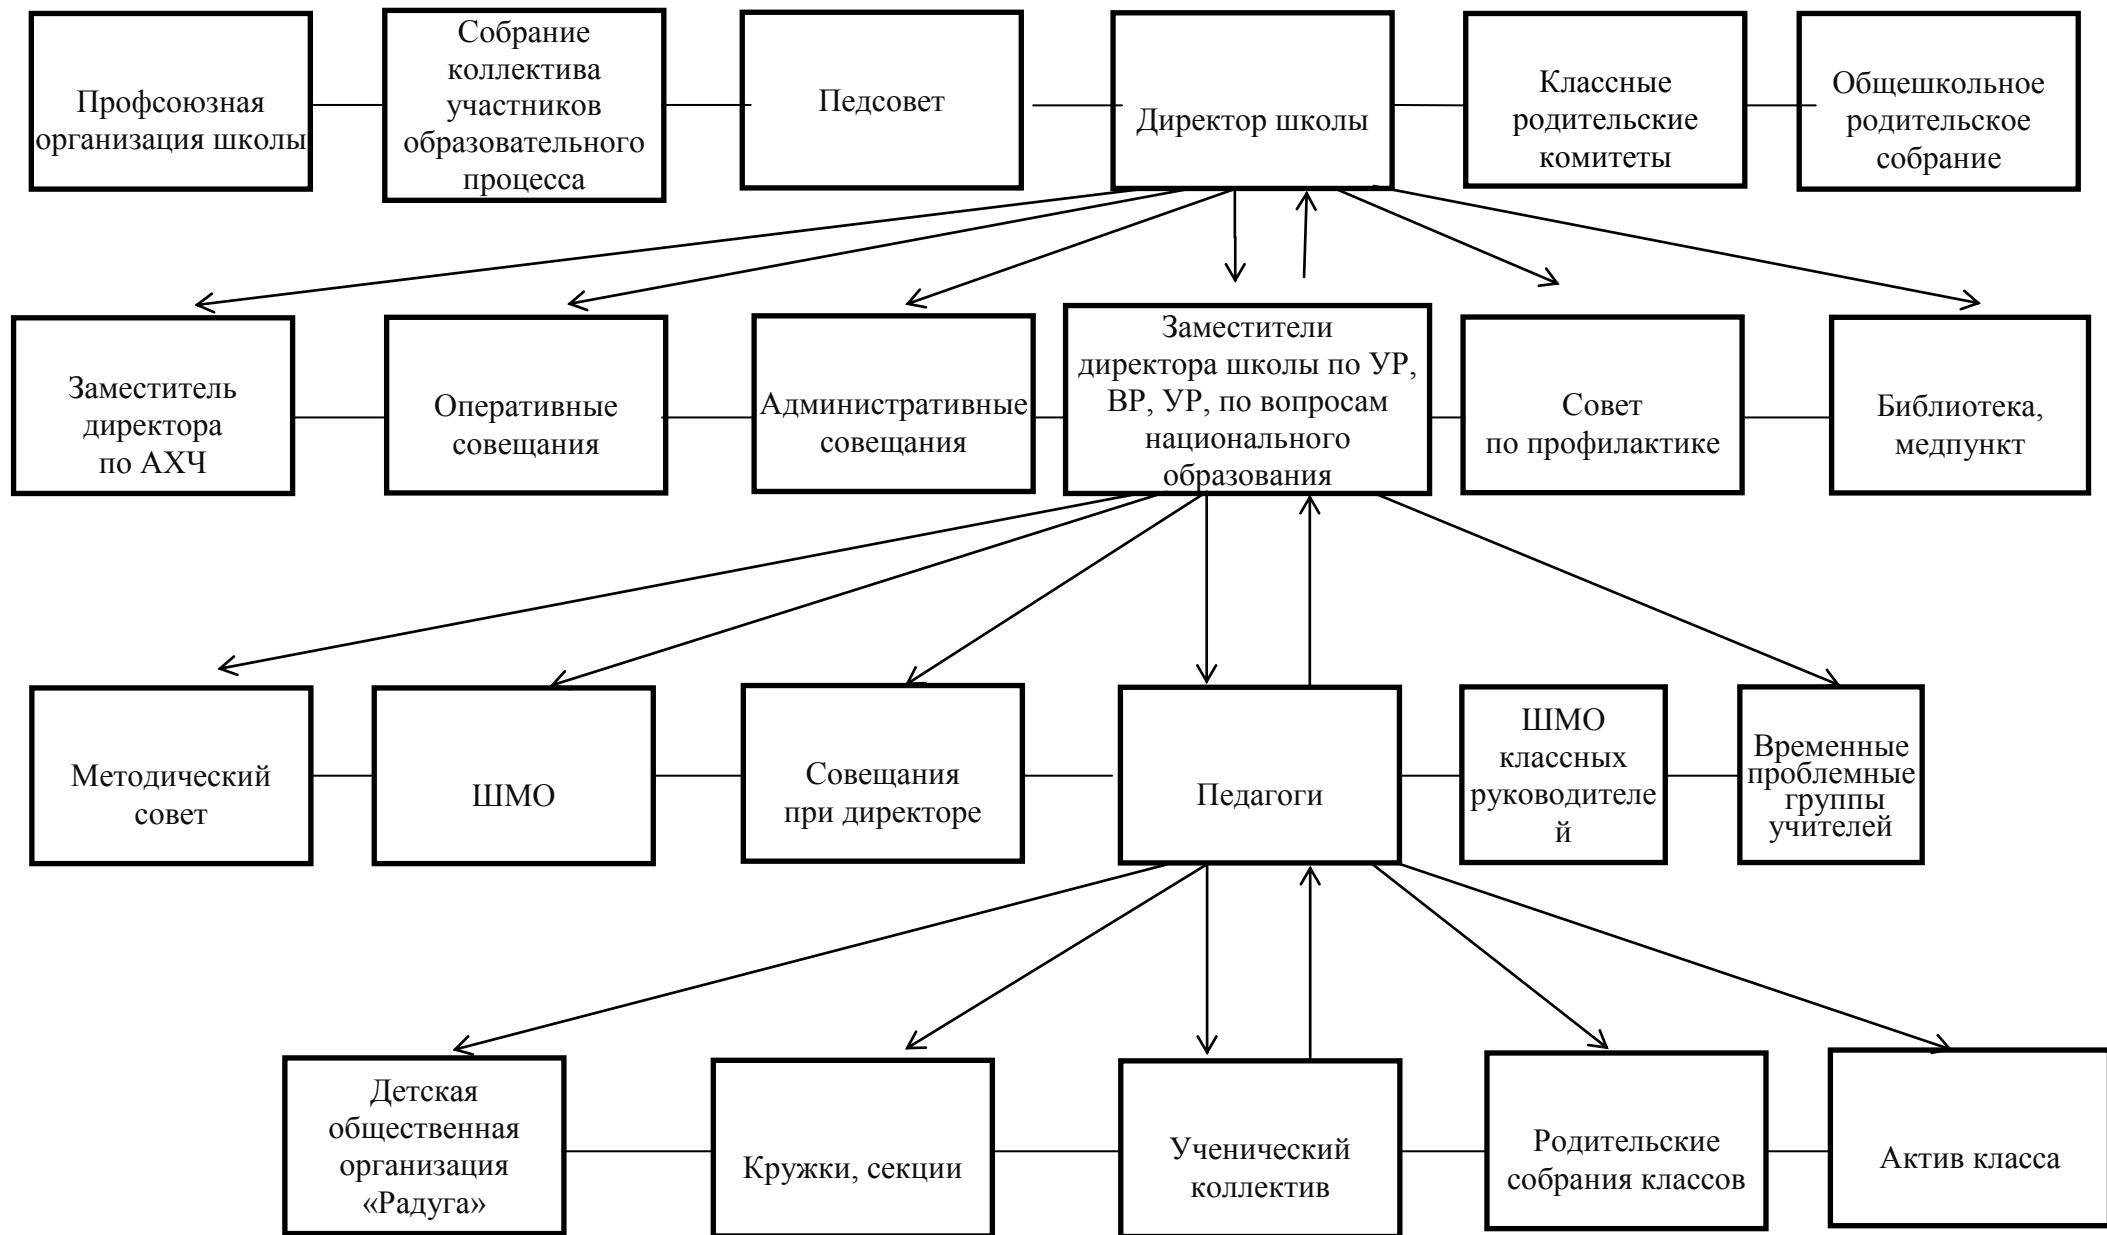 Профсоюзная
организация школы
Собрание
коллектива
участников
образовательного
процесса
Педсовет
Директор школы
Классные
родительские
комитеты
Общешкольное
родительское
собрание
Заместитель
директора
по АХЧ
Оперативные
совещания
Административные
совещания
Заместители
директора школы по УР,
ВР, УР, по вопросам
национального
образования
Совет
по профилактике
Библиотека,
медпункт
Методический
совет
ШМО
Совещания
при директоре
Педагоги
ШМО
классных
руководителе
й
Временные
проблемные
группы
учителей
Детская
общественная
организация
«Радуга»
Кружки, секции
Ученический
коллектив
Родительские
собрания классов
Актив класса